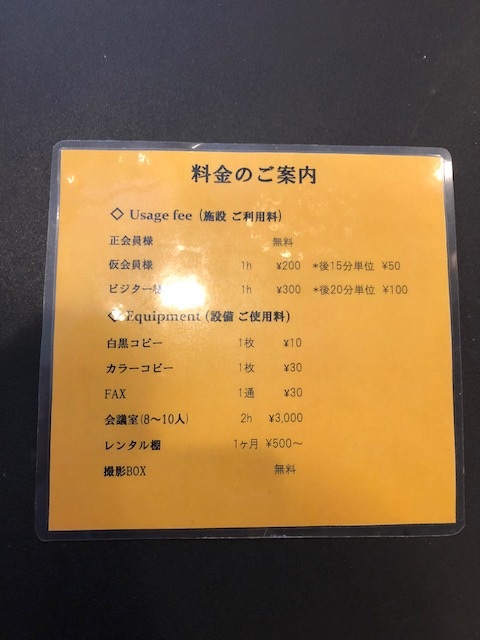 料金のご案内
◇ Usage fee (施設 ご利用料)
正会員様 無料
仮会員様 1h ¥200 *後15分単位 ¥50
ビジター様 1h ¥300 *後20分単位 ¥100
◇ Equipment (設備 ご使用料)
白黒コピー 1枚 ¥10
カラーコピー 1枚 ¥30
FAX 1通 ¥30
会議室(8〜10人) 2h ¥3,000
レンタル棚 1ヶ月 ¥500〜
撮影BOX 無料